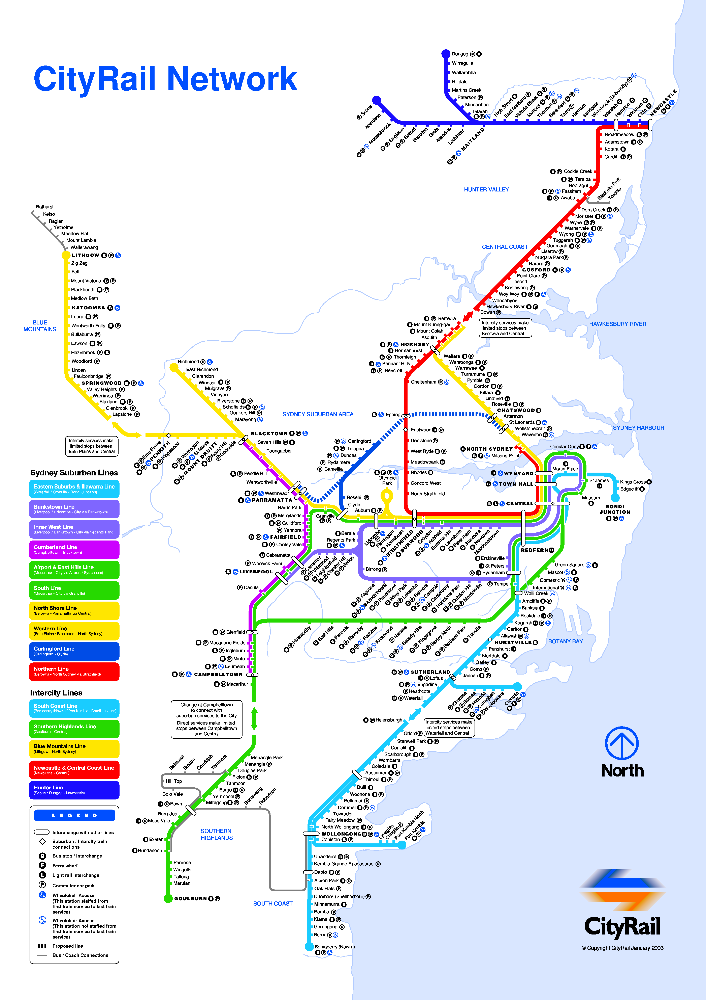 CityRail Network
Dungog P B
Wirragulla
Wallarobba
Hilldale
Martins Creek
Paterson P
Mindaribba
Telarah
B P
P Scone
Aberdeen
B P Muswellbrook
B P Singleton
B P Belford
Branxton
Greta
Allandale
Lochinvar
B P MAITLAND
High Street B
East Maitland P
Victoria Street B P
Metford B P
Thornton P
Beresfield B P
Tarro P
Hexham
Sandgate
Warabrook (University) P
Waratah B
Hamilton B
Wickham B
Civic F
NEWCASTLE
B F
Broadmeadow B P
Adamstown B P
Kotara B
Cardiff B P
B P Cockle Creek
B P Teralba
Booragul
B P Fassifern
B P Awaba
Blackalls Park
Toronto
HUNTER VALLEY
Dora Creek B P
Morisset B P
Wyee B P
Warnervale B P
Wyong B P
Tuggerah B P
Ourimbah B P
Lisarow P
Niagara Park P
Narara P
GOSFORD B P
Point Clare P
Tascott
Koolewong P
Woy Woy B P F
Wondabyne
Hawkesbury River B F
Cowan P
CENTRAL COAST
Intercity services make
limited stops between
Berowra and Central
HAWKESBURY RIVER
B P Berowra
B Mount Kuring-gai
B Mount Colah
Asquith
B P HORNSBY
B Normanhurst
B P Thornleigh
B Pennant Hills
B P Beecroft
Cheltenham P
B Epping
Eastwood B P
Denistone P
West Ryde B P
Meadowbank B
Rhodes B
Concord West
North Strathfield
Waitara B P
Wahroonga B P
Warrawee B
Turramurra B P
Pymble B
Gordon B P
Killara B
Lindfield B
Roseville B P
CHATSWOOD B
Artarmon
St Leonards B
Wollstonecraft P
Waverton B
B NORTH SYDNEY
B F Milsons Point
B WYNYARD
B TOWN HALL
B L CENTRAL
SYDNEY HARBOUR
Circular Quay B F
B
Martin Place
St James
B
Museum
B
Kings Cross B
Edgecliff B
BONDI
JUNCTION
B P
Bathurst
Kelso
Raglan
Yetholme
Meadow Flat
Mount Lambie
Wallerawang
LITHGOW B P
Zig Zag
Bell
Mount Victoria B P
Blackheath B P
Medlow Bath
KATOOMBA B
Leura B P
Wentworth Falls B P
Bullaburra P
Lawson B P
Hazelbrook P B
Woodford P
Linden
Faulconbridge P
SPRINGWOOD B P
Valley Heights P
Warrimoo P
Blaxland B P
Glenbrook P
Lapstone P
BLUE
MOUNTAINS
Intercity services make
limited stops between
Emu Plains and Central
Richmond P
East Richmond
Clarendon
Windsor B P
Mulgrave P
Vineyard
Riverstone B P
Schofields B P
Quakers Hill P
Marayong
SYDNEY SUBURBAN AREA
B P Emu Plains
B P PENRITH
B P Kingswood
B P Werrington
B P St Marys
B P MOUNT DRUITT
B P Rooty Hill
P Doonside
BLACKTOWN B P
Seven Hills P B
Toongabbie
B P Pendle Hill
Wentworthville
B P Westmead
B PARRAMATTA
Harris Park
B P Merrylands
B P Guildford
P Yennora
B P FAIRFIELD
B P Canley Vale
B Cabramatta
P Warwick Farm
B LIVERPOOL
P Casula
B P Glenfield
B P Macquarie Fields
B P Ingleburn
B P Minto
B P Leumeah
B P CAMPBELLTOWN
B P Macarthur
P Carlingford
B P Telopea
P Dundas
P Rydalmere
P Camellia
Rosehill P
Clyde
Granville
B P
Auburn B P
B F P
Olympic
Park
Lidcombe
B P
Flemington
B Homebush
B STRATHFIELD
B BURWOOD
Croydon
B P Ashfield
Summer Hill
B Lewisham
B Petersham
B Stanmore
B Newtown
Macdonaldtown
REDFERN B
B Berala
Regents Park
B P
Birrong P
P Carramar
B P Villawood
B Leightonfield
B P Chester Hill
B P Sefton
B P Yagoona
B P BANKSTOWN
B P Punchbowl
B Wiley Park
B P Lakemba
B P Belmore
B P Campsie
B P Canterbury
B Hurlstone Park
B P Dulwich Hill
B P Marrickville
B Erskineville
B St Peters
P B Sydenham
P Tempe
Green Square B
Mascot B
Domestic B
International B
Wolli Creek
Arncliffe B P
Banksia B
Rockdale B P
Kogarah B P
Carlton B
Allawah P
HURSTVILLE B
Penshurst B
Mortdale B
Oatley B
Como P
Jannali B P
BOTANY BAY
B P Holsworthy
B East Hills
B Panania
B P Revesby
B P Padstow
B P Riverwood
P Narwee
B P Beverly Hills
B P Kingsgrove
B P Bexley North
B P Bardwell Park
B Turrella
B P SUTHERLAND
B P Loftus
B P Engadine
P Heathcote
B P Waterfall
P Kirrawee
B P Gymea
B P Miranda
B Caringbah
B P Woolooware
Cronulla
B F P
B P Helensburgh
Intercity services make
limited stops between
Waterfall and Central
Otford P
Stanwell Park B P
Coalcliff B
Scarborough B P
Wombarra
Coledale B
Austinmer B P
Thirroul B P
Bulli B
Woonona B P
Bellambi P
Corrimal B P
Towradgi
Fairy Meadow P
North Wollongong B P
WOLLONGONG B P
Coniston B P
Lysaghts
Cringila P
Port Kembla North
Port Kembla
B P
Unanderra B P
Kembla Grange Racecourse P
Dapto B P
Albion Park B P
Oak Flats P
Dunmore (Shellharbour) P
Minnamurra B
Bombo P
Kiama B P
Gerringong P
Berry P
Bomaderry (Nowra)
B P
SOUTH COAST
Change at Campbelltown
to connect with
suburban services to the City.
Direct services make limited
stops between Campbelltown
and Central.
Menangle Park
Menangle P
Douglas Park
Picton B P
Tahmoor
Bargo B P
Yerrinbool P
Mittagong B P
Balmoral
Buxton
Couridjah
Thirlmere
Hill Top
Colo Vale
B P Bowral
Burradoo
B P Moss Vale
B Exeter
B Bundanoon
Penrose
Wingello
Tallong
Marulan
GOULBURN B P
Burrawang
Robertson
SOUTHERN
HIGHLANDS
Sydney Suburban Lines
Eastern Suburbs & Illawarra Line
(Waterfall / Cronulla - Bondi Junction)
Bankstown Line
(Liverpool / Lidcombe - City via Bankstown)
Inner West Line
(Liverpool / Bankstown - City via Regents Park)
Cumberland Line
(Campbelltown - Blacktown)
Airport & East Hills Line
(Macarthur - City via Airport / Sydenham)
South Line
(Macarthur - City via Granville)
North Shore Line
(Berowra - Parramatta via Central)
Western Line
(Emu Plains / Richmond - North Sydney)
Carlingford Line
(Carlingford - Clyde)
Northern Line
(Berowra - North Sydney via Strathfield)
Intercity Lines
South Coast Line
(Bomaderry (Nowra) / Port Kembla - Bondi Junction)
Southern Highlands Line
(Goulburn - Central)
Blue Mountains Line
(Lithgow - North Sydney)
Newcastle & Central Coast Line
(Newcastle - Central)
Hunter Line
(Scone / Dungog - Newcastle)
LEGEND
Interchange with other lines
Suburban / Intercity train
connections
B Bus stop / Interchange
F Ferry wharf
L Light rail interchange
P Commuter car park
Wheelchair Access
(This station staffed from
first train service to last train
service)
Wheelchair Access
(This station not staffed from
first train service to last train
service)
Proposed line
Bus / Coach Connections
North
CityRail
© Copyright CityRail January 2003